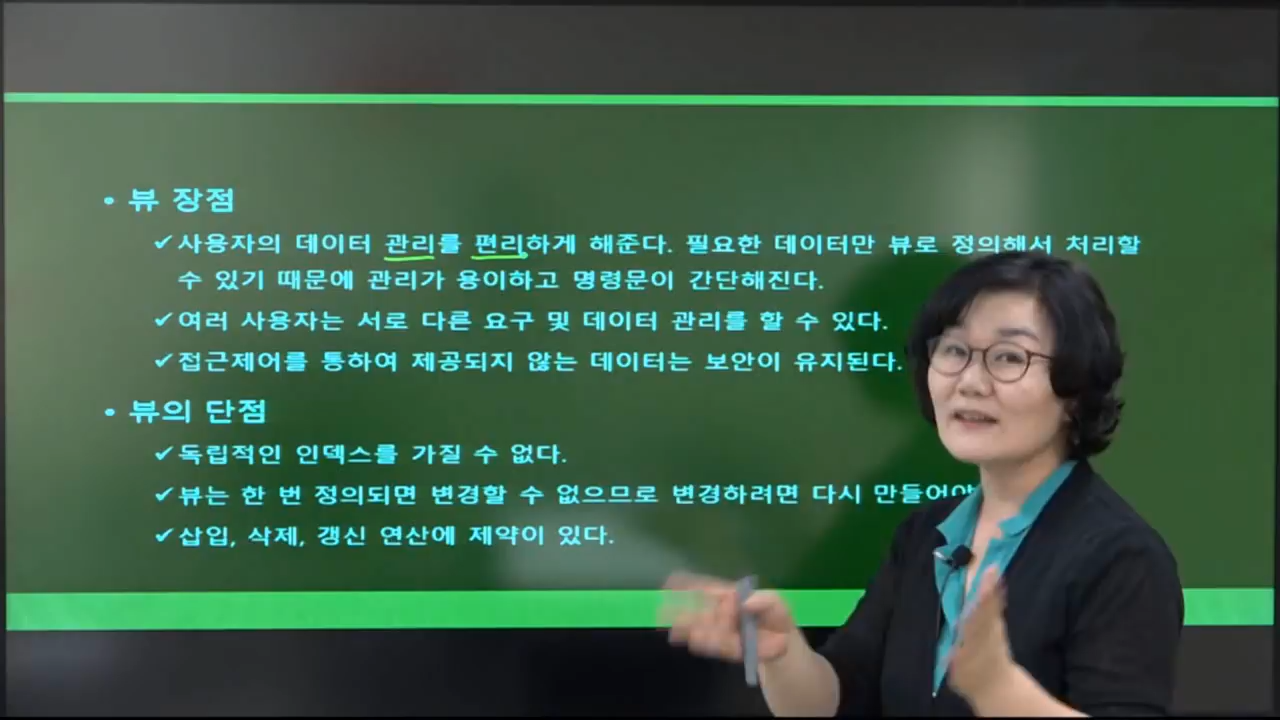 • 뷰 장점
✓사용자의 데이터 관리를 편리하게 해준다. 필요한 데이터만 뷰로 정의해서 처리할
수 있기 때문에 관리가 용이하고 명령문이 간단해진다.
✓여러 사용자는 서로 다른 요구 및 데이터 관리를 할 수 있다.
✓접근제어를 통하여 제공되지 않는 데이터는 보안이 유지된다.
• 뷰의 단점
✓독립적인 인덱스를 가질 수 없다.
✓뷰는 한 번 정의되면 변경할 수 없으므로 변경하려면 다시
✓삽입, 삭제, 갱신 연산에 제약이 있다.